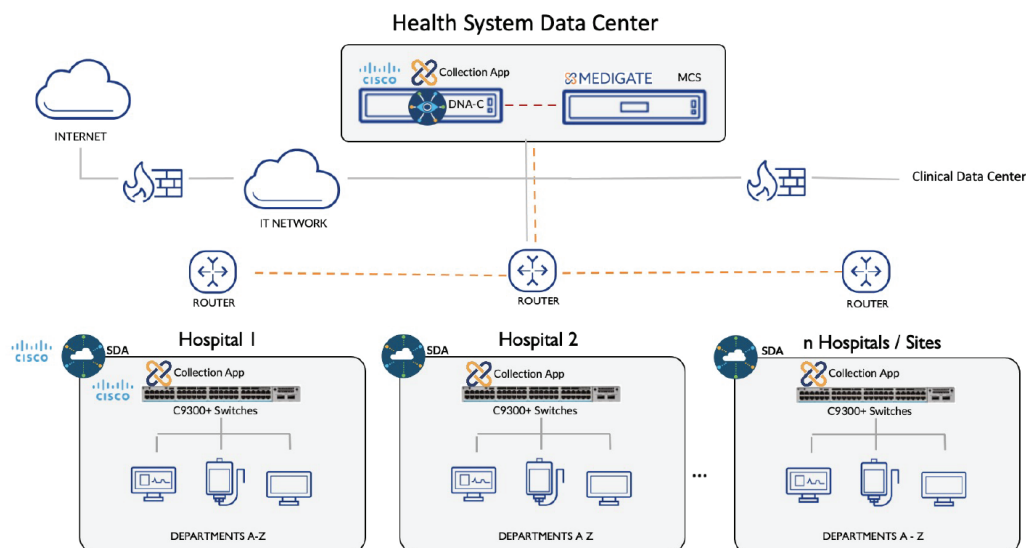 Health System Data Center
CISCO
Collection App
DNA-C
MEDIGATE
MCS
INTERNET
IT NETWORK
Clinical Data Center
ROUTER
ROUTER
ROUTER
CISCO
SDA
Hospital 1
CISCO
Collection App
C9300+ Switches
DEPARTMENTS A-Z
SDA
Hospital 2
Collection App
C9300+ Switches
DEPARTMENTS A Z
...
SDA
n Hospitals / Sites
Collection App
C9300+ Switches
DEPARTMENTS A - Z